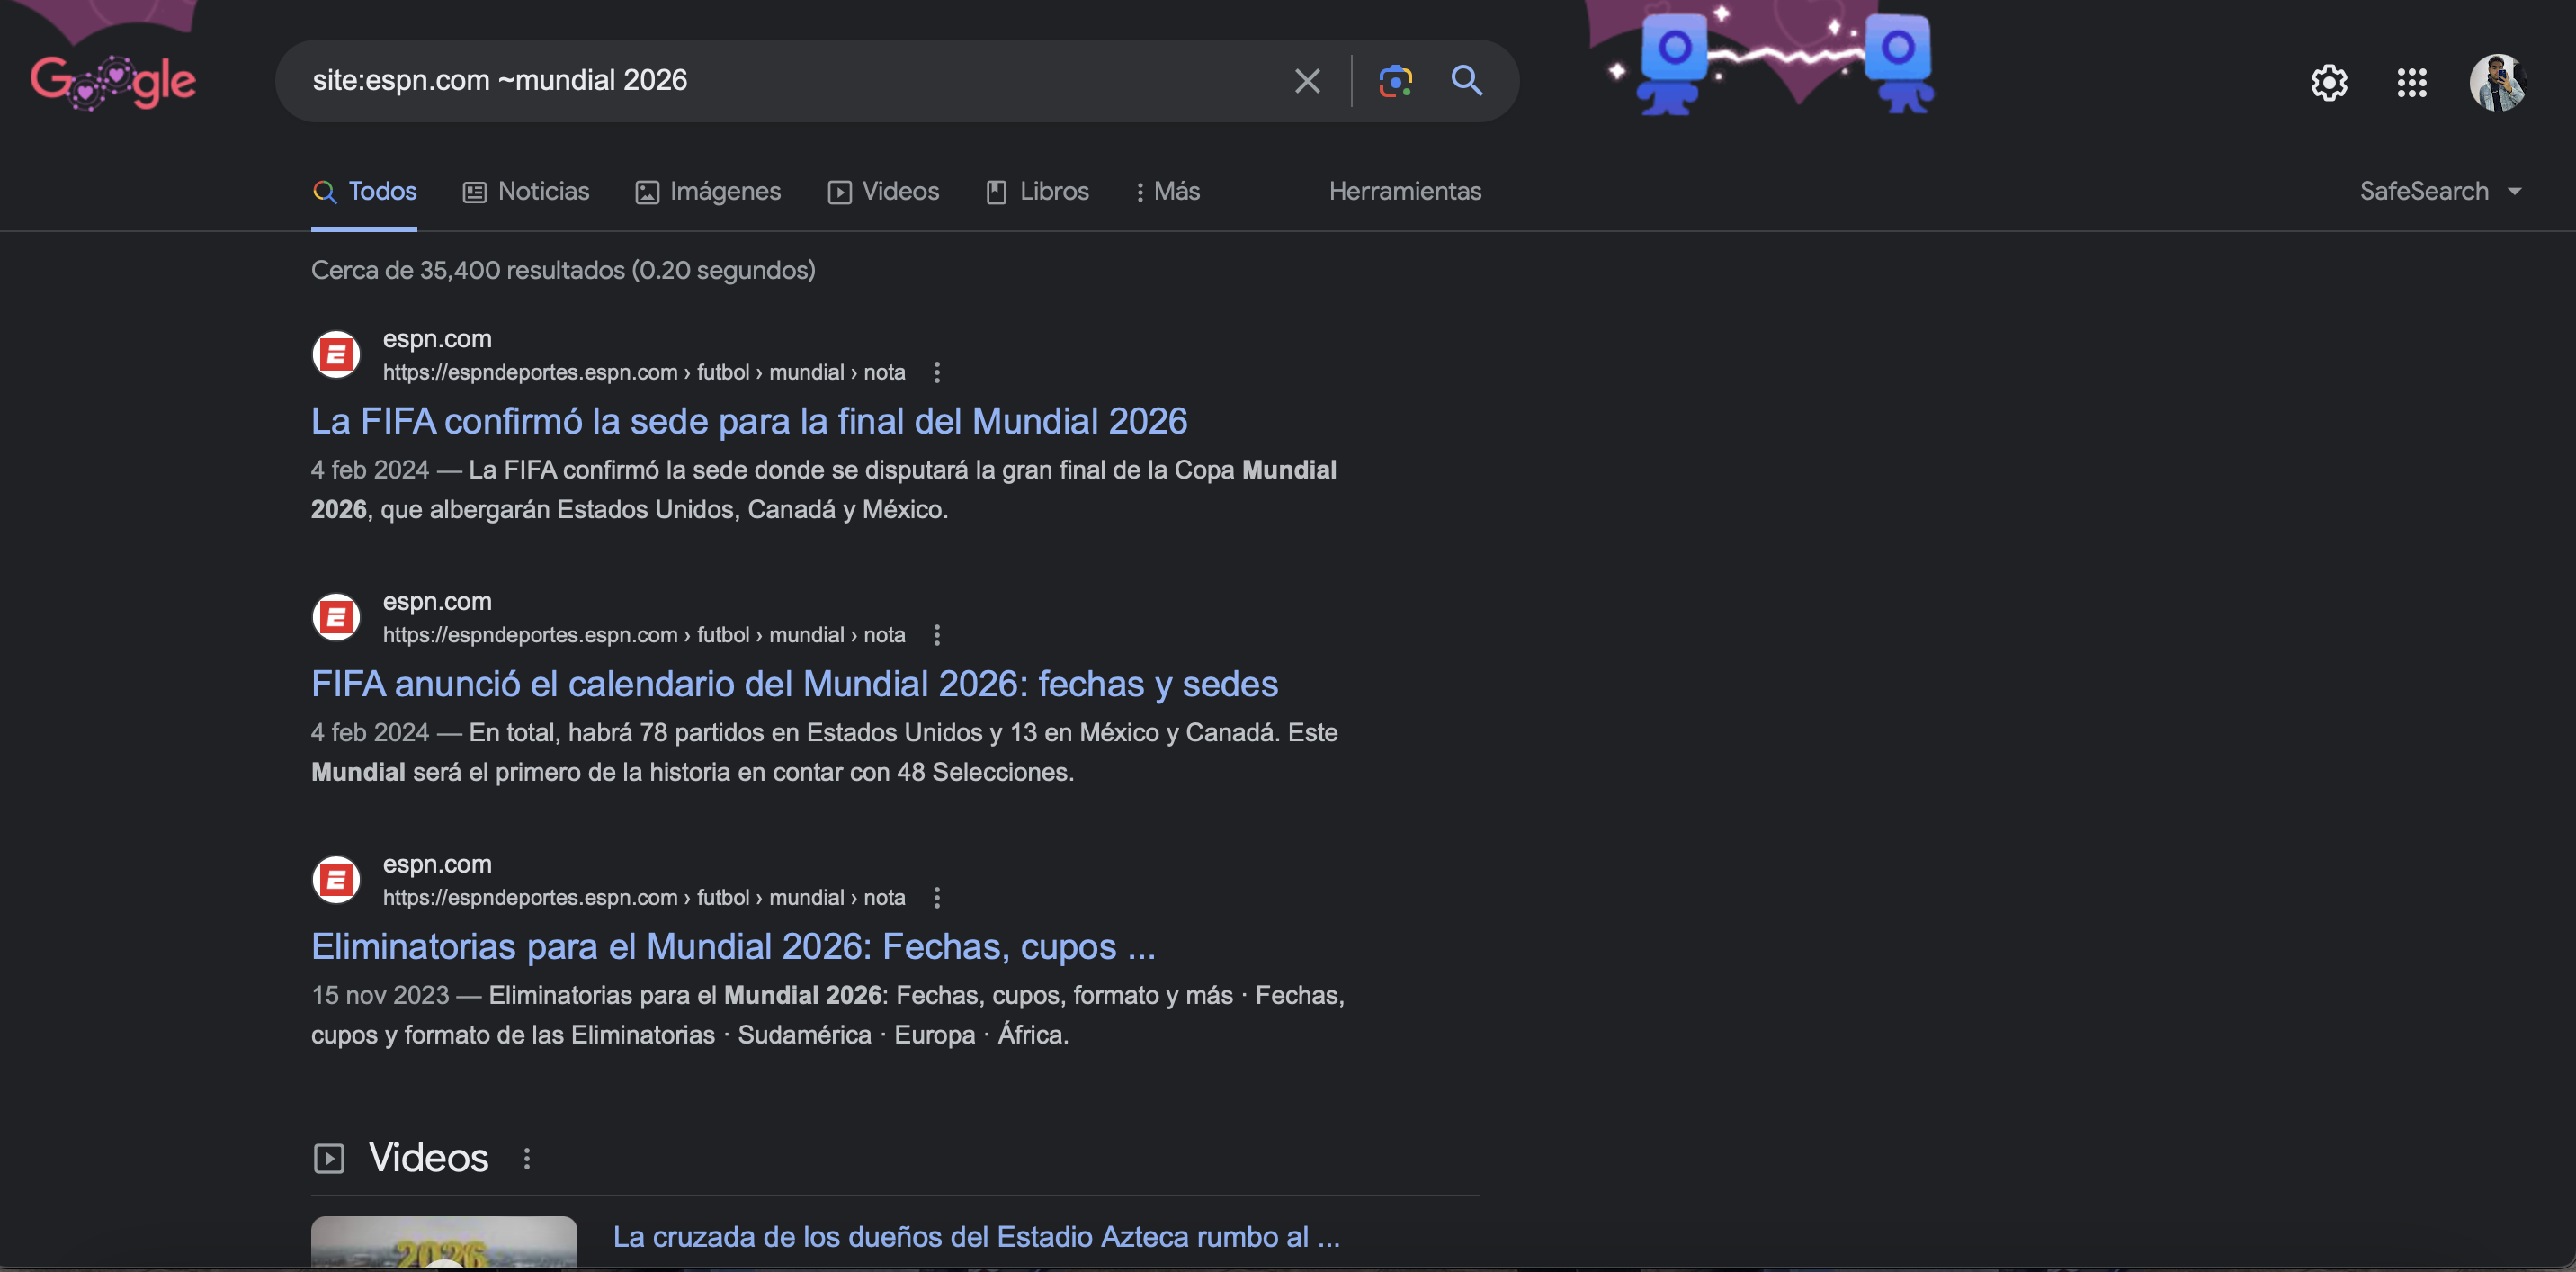 Google
site:espn.com ~mundial 2026
Todos
Noticias
Imágenes
Videos
Libros
Más
Herramientas
SafeSearch
Cerca de 35,400 resultados (0.20 segundos)
espn.com
https://espndeportes.espn.com › futbol › mundial › nota
La FIFA confirmó la sede para la final del Mundial 2026
4 feb 2024 — La FIFA confirmó la sede donde se disputará la gran final de la Copa Mundial
2026, que albergarán Estados Unidos, Canadá y México.
espn.com
https://espndeportes.espn.com › futbol › mundial › nota
FIFA anunció el calendario del Mundial 2026: fechas y sedes
4 feb 2024 — En total, habrá 78 partidos en Estados Unidos y 13 en México y Canadá. Este
Mundial será el primero de la historia en contar con 48 Selecciones.
espn.com
https://espndeportes.espn.com › futbol › mundial › nota
Eliminatorias para el Mundial 2026: Fechas, cupos ...
15 nov 2023 — Eliminatorias para el Mundial 2026: Fechas, cupos, formato y más · Fechas,
cupos y formato de las Eliminatorias · Sudamérica · Europa · África.
Videos
La cruzada de los dueños del Estadio Azteca rumbo al ...
2026